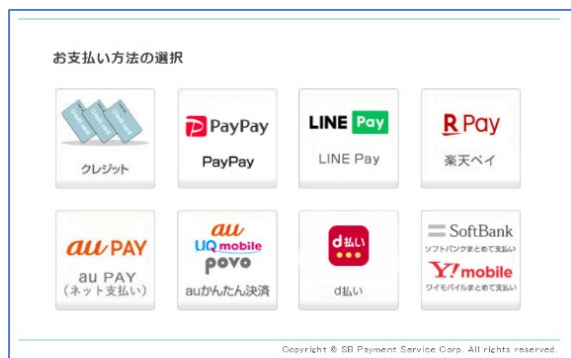 お支払い方法の選択
クレジット
PayPay
PayPay
LINE Pay
LINE Pay
R Pay
楽天ペイ
au PAY
au PAY
(ネット支払い)
au
UQ mobile
povo
auかんたん決済
d払い
d払い
SoftBank
ソフトバンクまとめて支払い
Y!mobile
ワイモバイルまとめて支払い
Copyright © SB Payment Service Corp. All rights reserved.